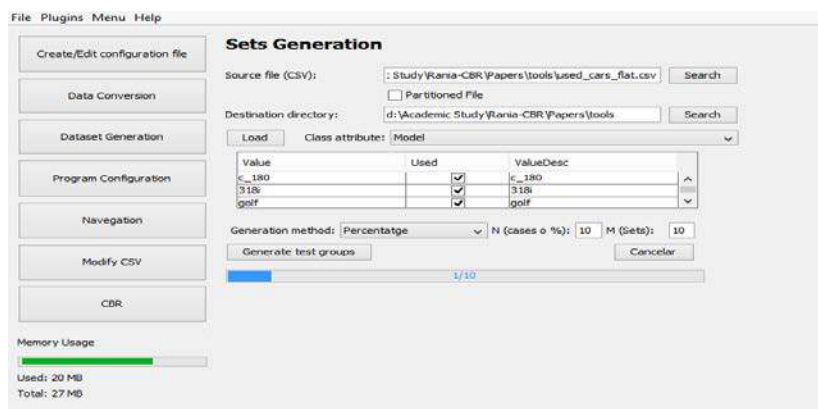 File Plugins Menu Help
Create/Edit configuration file
Data Conversion
Dataset Generation
Program Configuration
Navigation
Modify CSV
CBR
Memory Usage
Used: 20 MB
Total: 27 MB
Sets Generation
Source file (CSV): : Study\Rania-CBR\Papers\tools\used_cars_flat.csv Search
Partitioned File
Destination directory: d:\Academic Study\Rania-CBR\Papers\tools Search
Load Class attribute: Model
Value Used ValueDesc
c_180 c_180
318i 318i
golf golf
Generation method: Percentatge N (cases o %): 10 M (Sets): 10
Generate test groups Cancelar
1/10